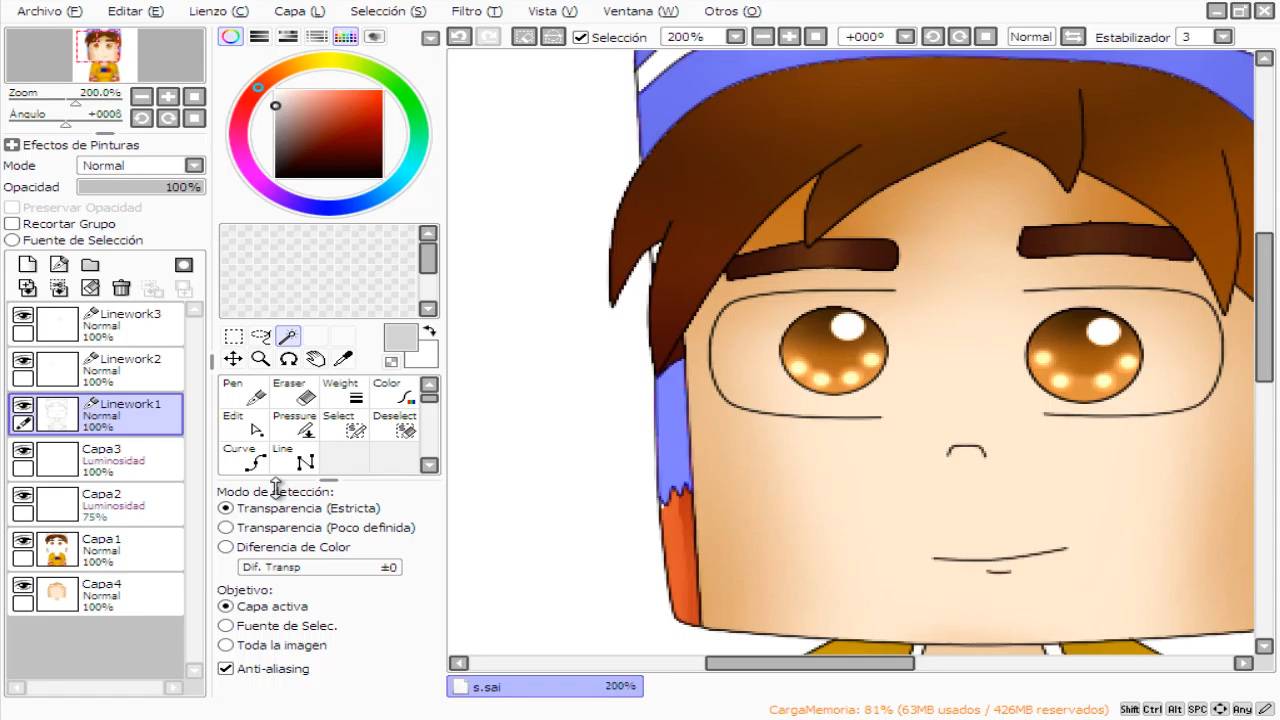 Archivo (F) Editar (E) Lienzo (C) Capa (L) Selección (S) Filtro (T) Vista (V) Ventana (W) Otros (O)
Selección 200% +000° Normal Estabilizador 3
Zoom 200.0%
Ángulo +000ß
Efectos de Pinturas
Mode Normal
Opacidad 100%
Preservar Opacidad
Recortar Grupo
Fuente de Selección
Linework3
Normal
100%
Linework2
Normal
100%
Linework1
Normal
100%
Capa3
Luminosidad
100%
Capa2
Luminosidad
75%
Capa1
Normal
100%
Capa4
Normal
100%
Pen Eraser Weight Color
Edit Pressure Select Deselect
Curve Line
Modo de detección:
Transparencia (Estricta)
Transparencia (Poco definida)
Diferencia de Color
Dif. Transp ±0
Objetivo:
Capa activa
Fuente de Selec.
Toda la imagen
Anti-aliasing
s.sai 200%
CargaMemoria: 81% (63MB usados / 426MB reservados) Shift Ctrl Alt SPC Any